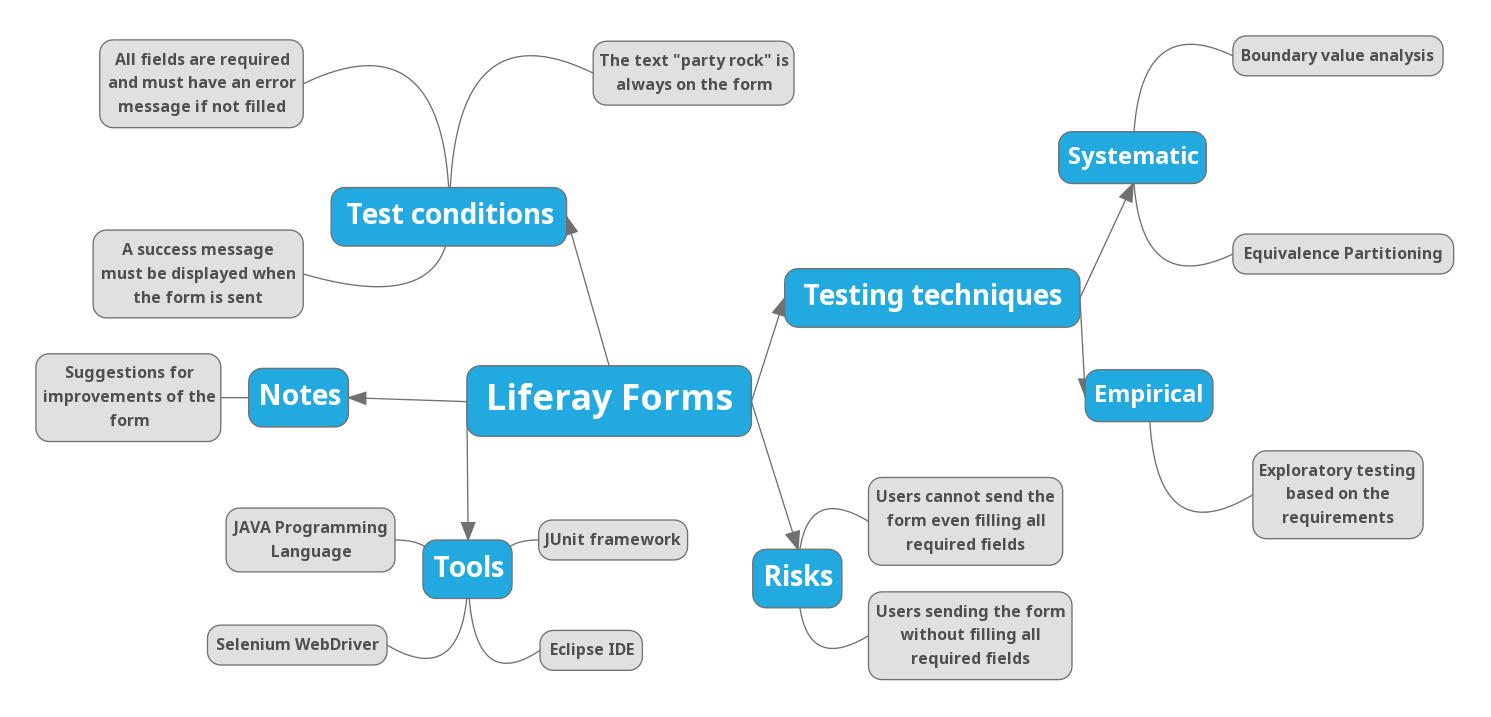 All fields are required
and must have an error
message if not filled
The text "party rock" is
always on the form
Test conditions
A success message
must be displayed when
the form is sent
Boundary value analysis
Systematic
Equivalence Partitioning
Testing techniques
Suggestions for
improvements of the
form
Notes
Liferay Forms
Empirical
Exploratory testing
based on the
requirements
JAVA Programming
Language
JUnit framework
Tools
Selenium WebDriver
Eclipse IDE
Users cannot send the
form even filling all
required fields
Risks
Users sending the form
without filling all
required fields